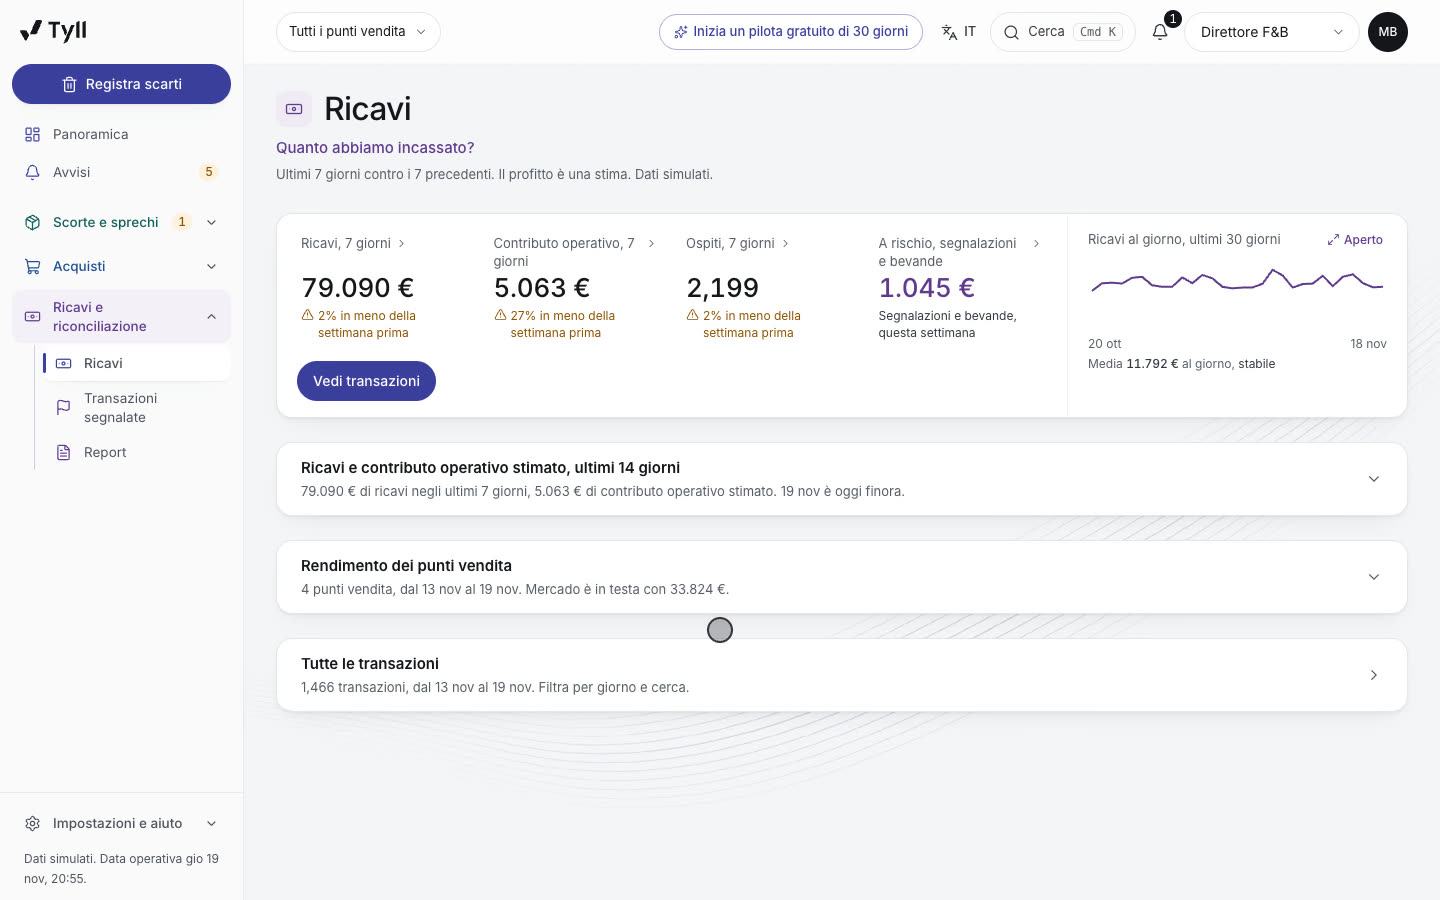 Tyll
Registra scarti
Panoramica
Avvisi 5
Scorte e sprechi 1
Acquisti
Ricavi e
riconciliazione
Ricavi
Transazioni
segnalate
Report
Impostazioni e aiuto
Dati simulati. Data operativa gio 19
nov, 20:55.
Tutti i punti vendita
Inizia un pilota gratuito di 30 giorni
IT
Cerca Cmd K
1
Direttore F&B
MB
Ricavi
Quanto abbiamo incassato?
Ultimi 7 giorni contro i 7 precedenti. Il profitto è una stima. Dati simulati.
Ricavi, 7 giorni
79.090 €
2% in meno della
settimana prima
Contributo operativo, 7
giorni
5.063 €
27% in meno della
settimana prima
Ospiti, 7 giorni
2,199
2% in meno della
settimana prima
A rischio, segnalazioni
e bevande
1.045 €
Segnalazioni e bevande,
questa settimana
Vedi transazioni
Ricavi al giorno, ultimi 30 giorni
Aperto
20 ott 18 nov
Media 11.792 € al giorno, stabile
Ricavi e contributo operativo stimato, ultimi 14 giorni
79.090 € di ricavi negli ultimi 7 giorni, 5.063 € di contributo operativo stimato. 19 nov è oggi finora.
Rendimento dei punti vendita
4 punti vendita, dal 13 nov al 19 nov. Mercado è in testa con 33.824 €.
Tutte le transazioni
1,466 transazioni, dal 13 nov al 19 nov. Filtra per giorno e cerca.